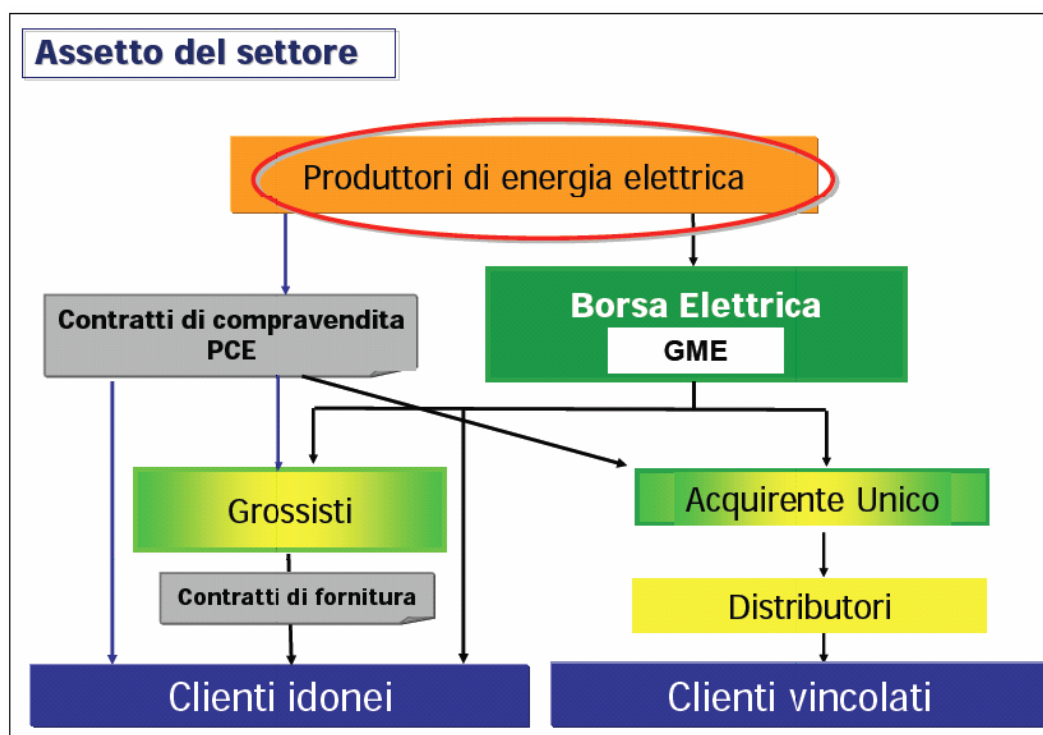 Assetto del settore
Produttori di energia elettrica
Contratti di compravendita
PCE
Borsa Elettrica
GME
Grossisti
Acquirente Unico
Contratti di fornitura
Distributori
Clienti idonei
Clienti vincolati